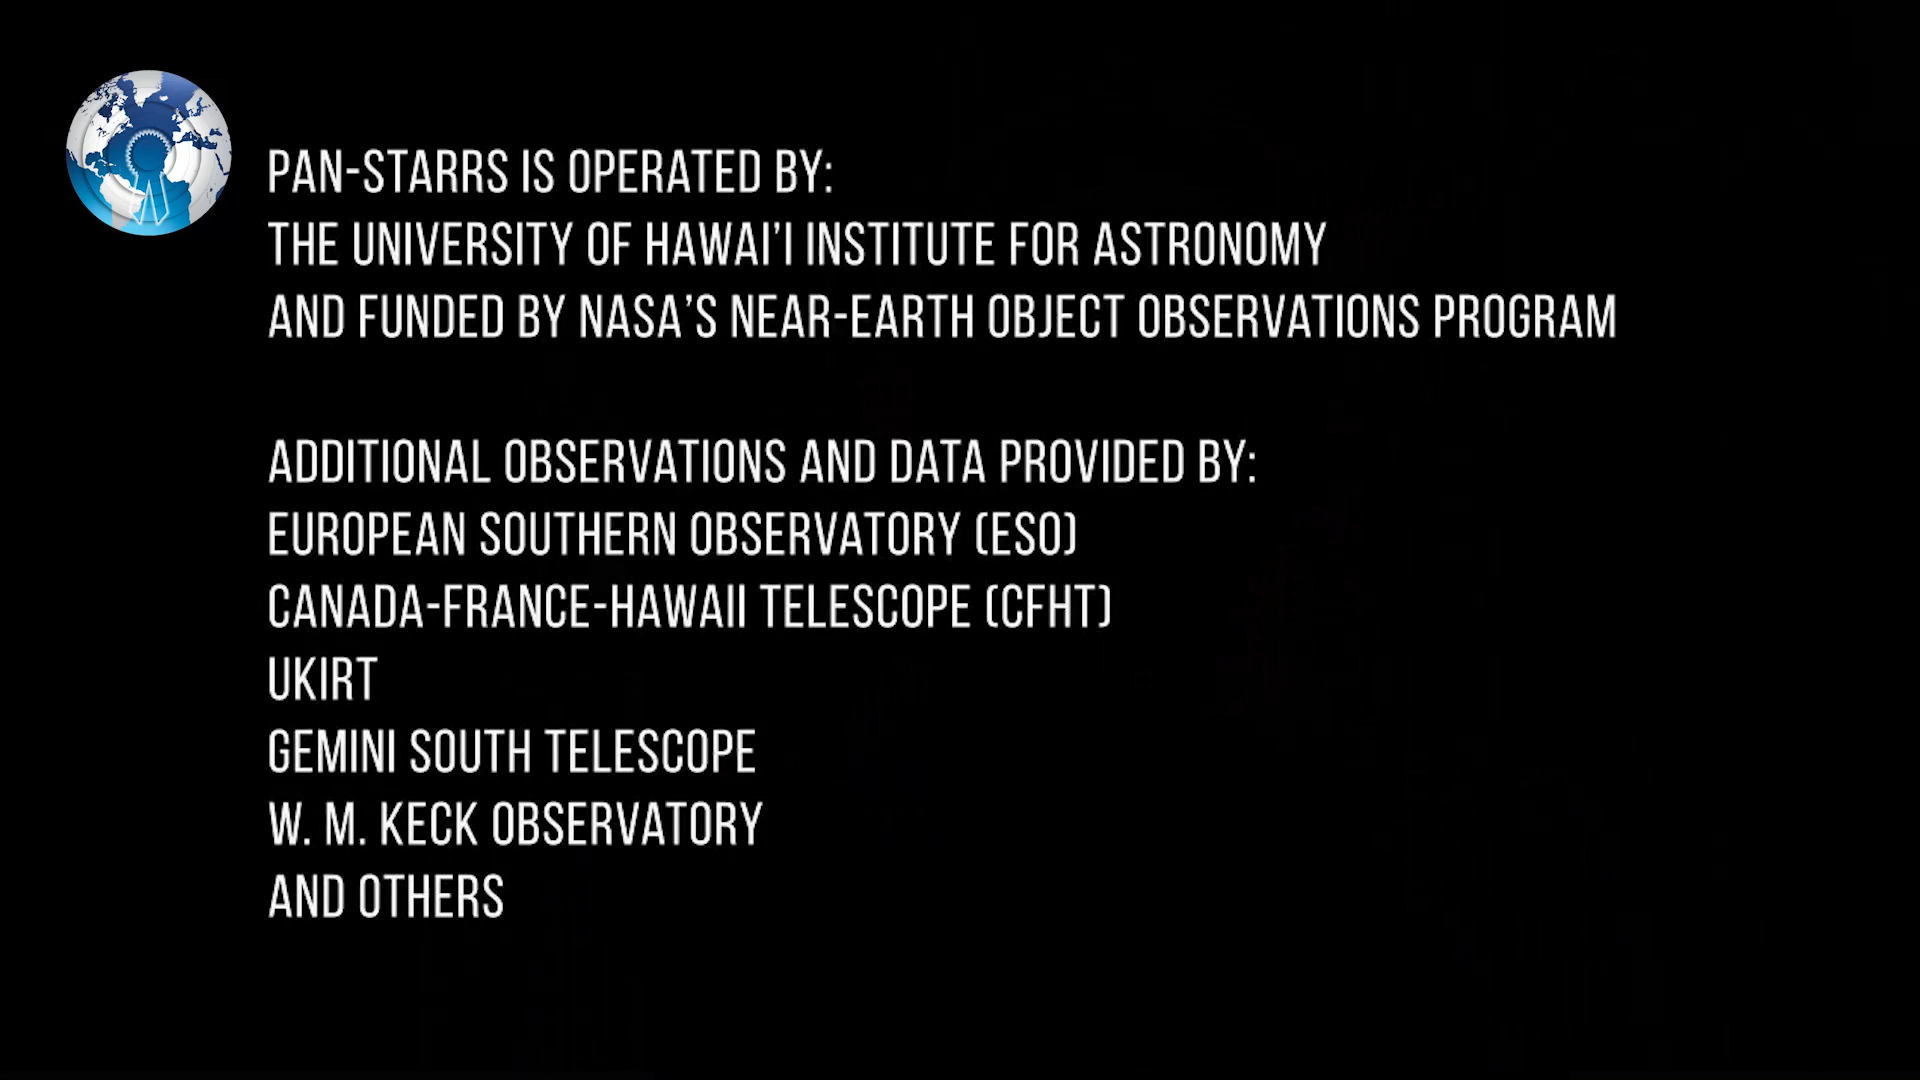 PAN-STARRS IS OPERATED BY:
THE UNIVERSITY OF HAWAI’I INSTITUTE FOR ASTRONOMY
AND FUNDED BY NASA’S NEAR-EARTH OBJECT OBSERVATIONS PROGRAM
ADDITIONAL OBSERVATIONS AND DATA PROVIDED BY:
EUROPEAN SOUTHERN OBSERVATORY (ESO)
CANADA-FRANCE-HAWAII TELESCOPE (CFHT)
UKIRT
GEMINI SOUTH TELESCOPE
W. M. KECK OBSERVATORY
AND OTHERS